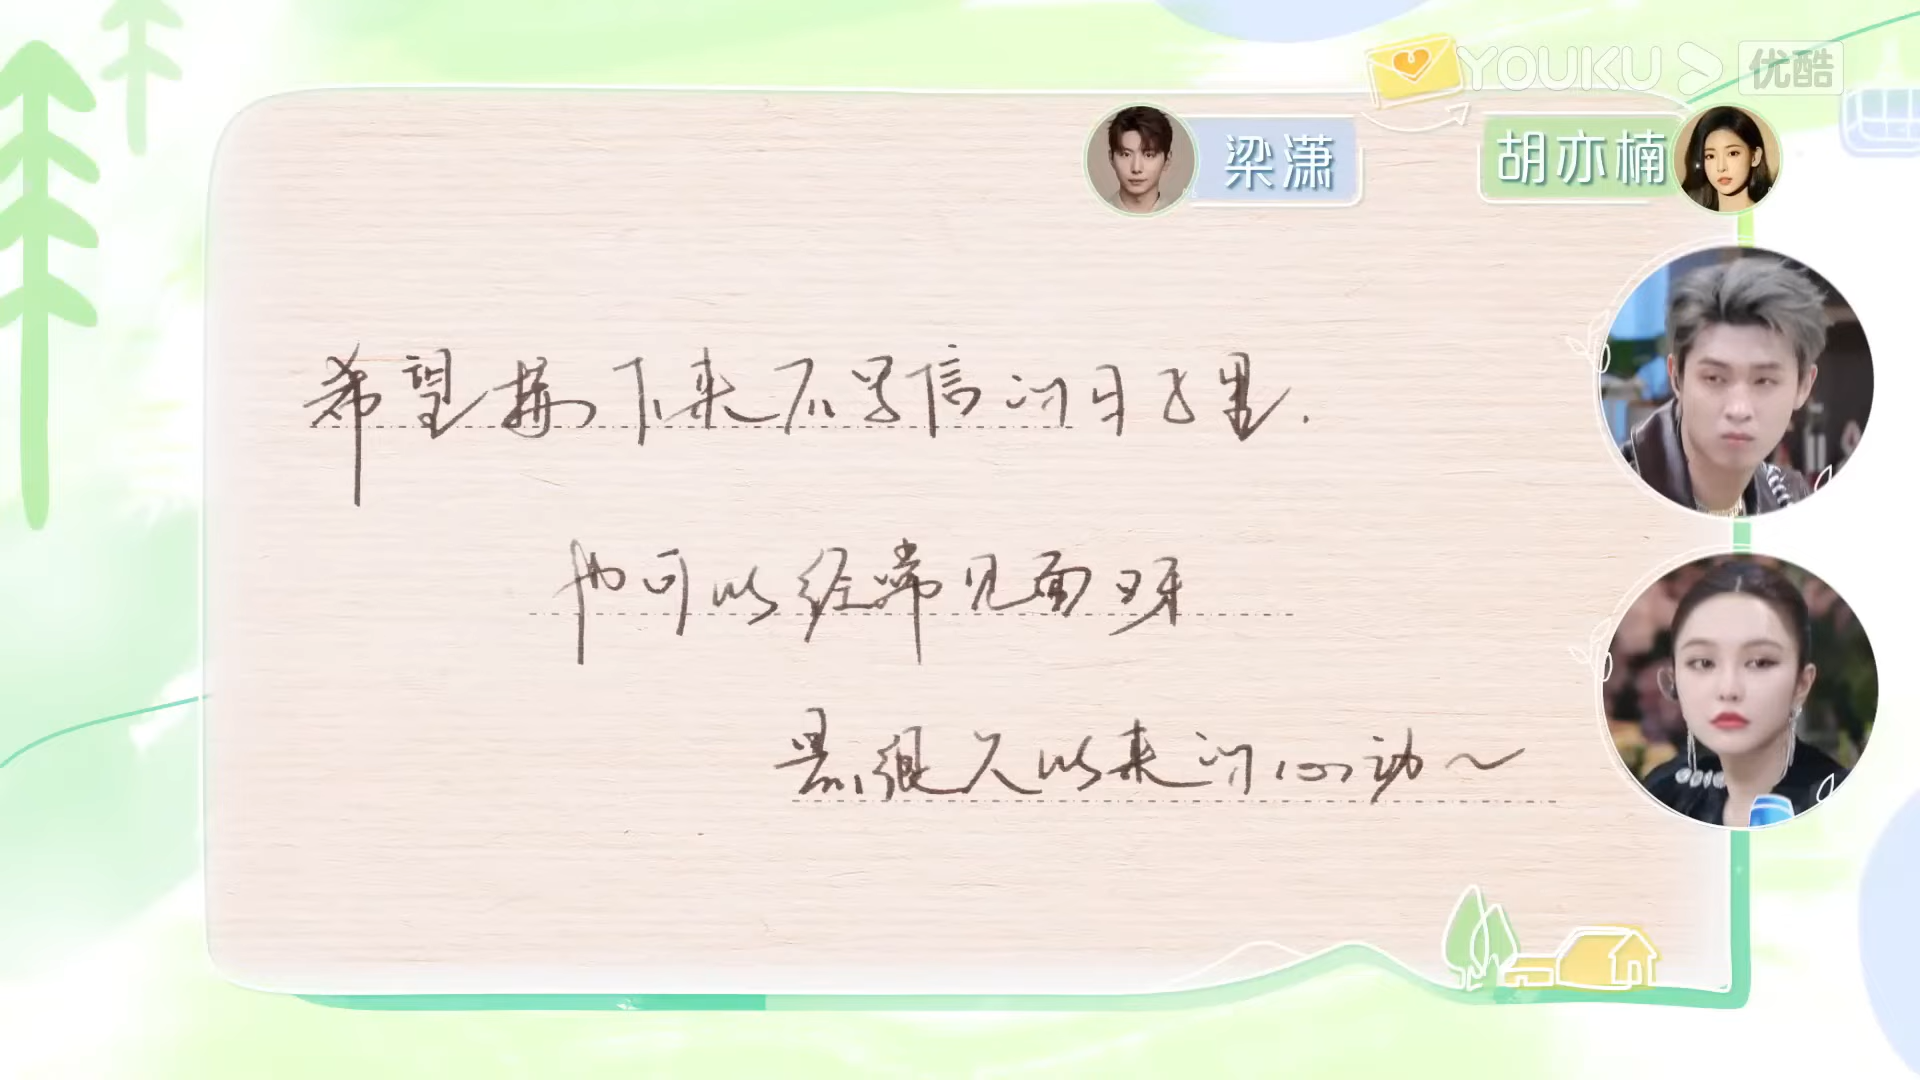 YOUKU 优酷
梁潇 胡亦楠
希望接下来不写信的日子里.
也可以经常见面呀
是很久以来的心动~